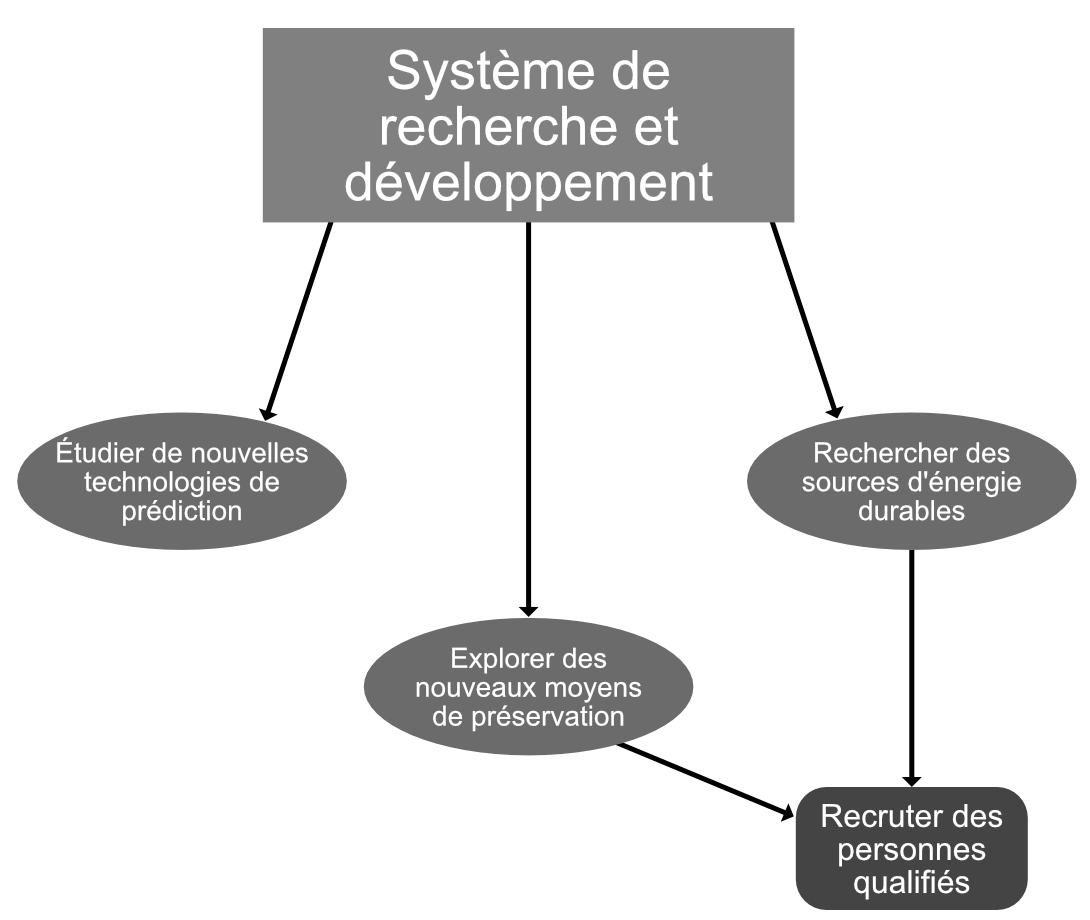 Système de
recherche et
développement
Étudier de nouvelles
technologies de
prédiction
Rechercher des
sources d'énergie
durables
Explorer des
nouveaux moyens
de préservation
Recruter des
personnes
qualifiés